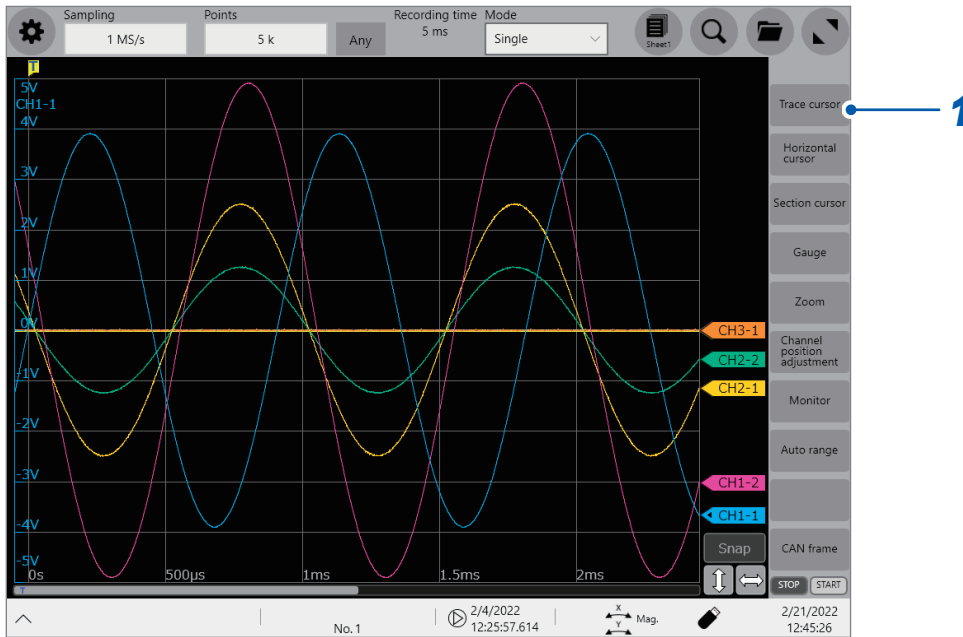 Sampling
1 MS/s
Points
5 k
Any
Recording time
5 ms
Mode
Single
Sheet1
T
5V
CH1-1
4V
3V
2V
1V
0V
-1V
-2V
-3V
-4V
-5V
0s
500µs
1ms
1.5ms
2ms
T
CH3-1
CH2-2
CH2-1
CH1-2
CH1-1
Snap
Trace cursor
1
Horizontal
cursor
Section cursor
Gauge
Zoom
Channel
position
adjustment
Monitor
Auto range
CAN frame
STOP
START
No. 1
2/4/2022
12:25:57.614
X
Y
Mag.
2/21/2022
12:45:26